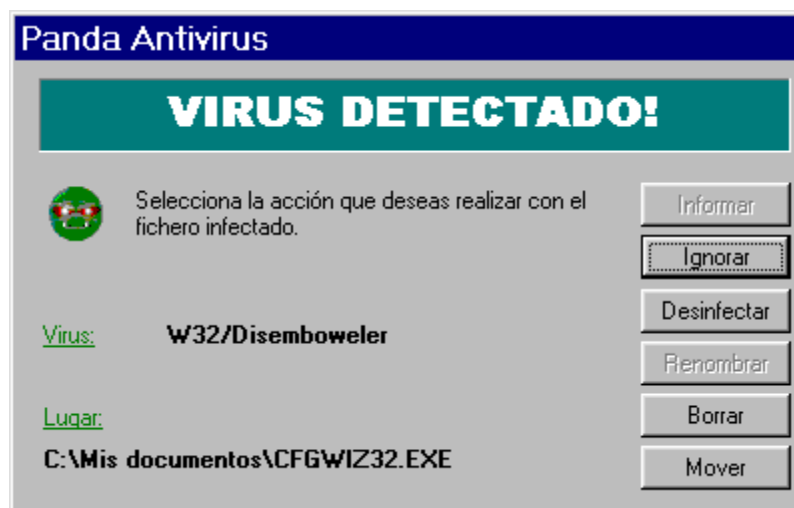 Panda Antivirus
VIRUS DETECTADO!
Selecciona la acción que deseas realizar con el
fichero infectado.
Virus: W32/Disemboweler
Lugar:
C:\Mis documentos\CFGWIZ32.EXE
Informar
Ignorar
Desinfectar
Renombrar
Borrar
Mover